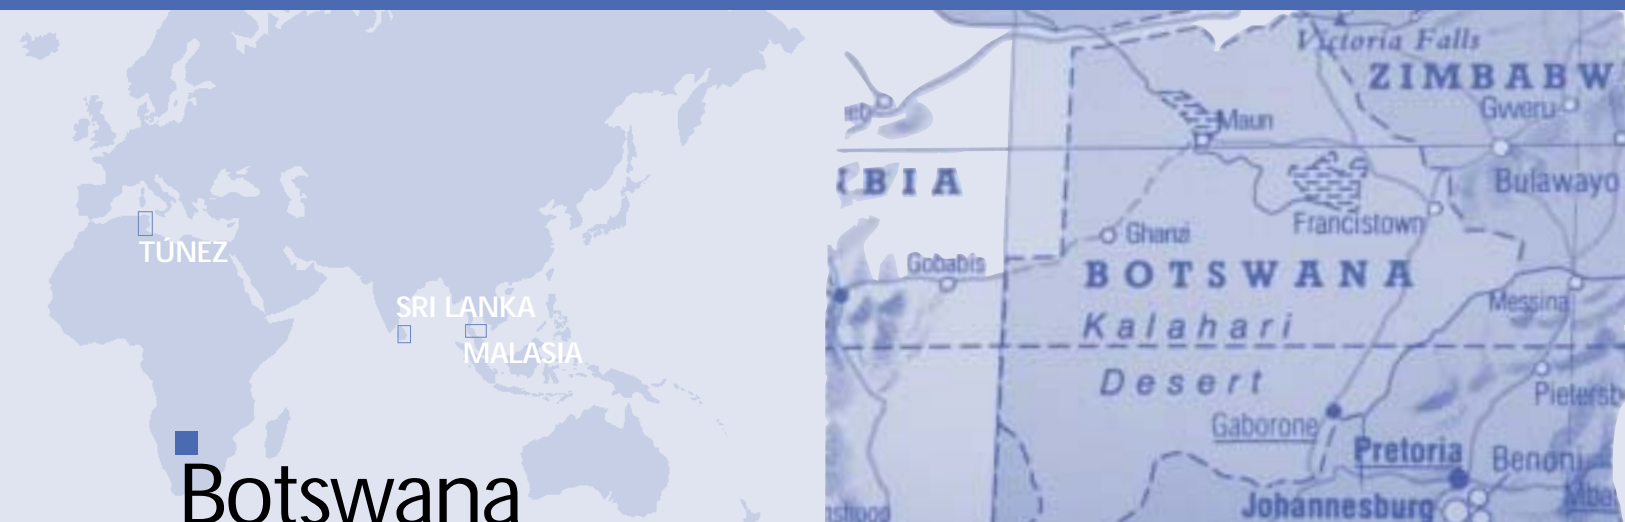 TÚNEZ
SRI LANKA
MALASIA
Botswana
Victoria Falls
ZIMBABW
Gweru
Maun
BIA
Bulawayo
Francistown
Ghanzi
Gobabis
BOTSWANA
Messina
Kalahari
Desert
Pietersb
Gaborone
Pretoria
Benoni
Johannesburg
Mba